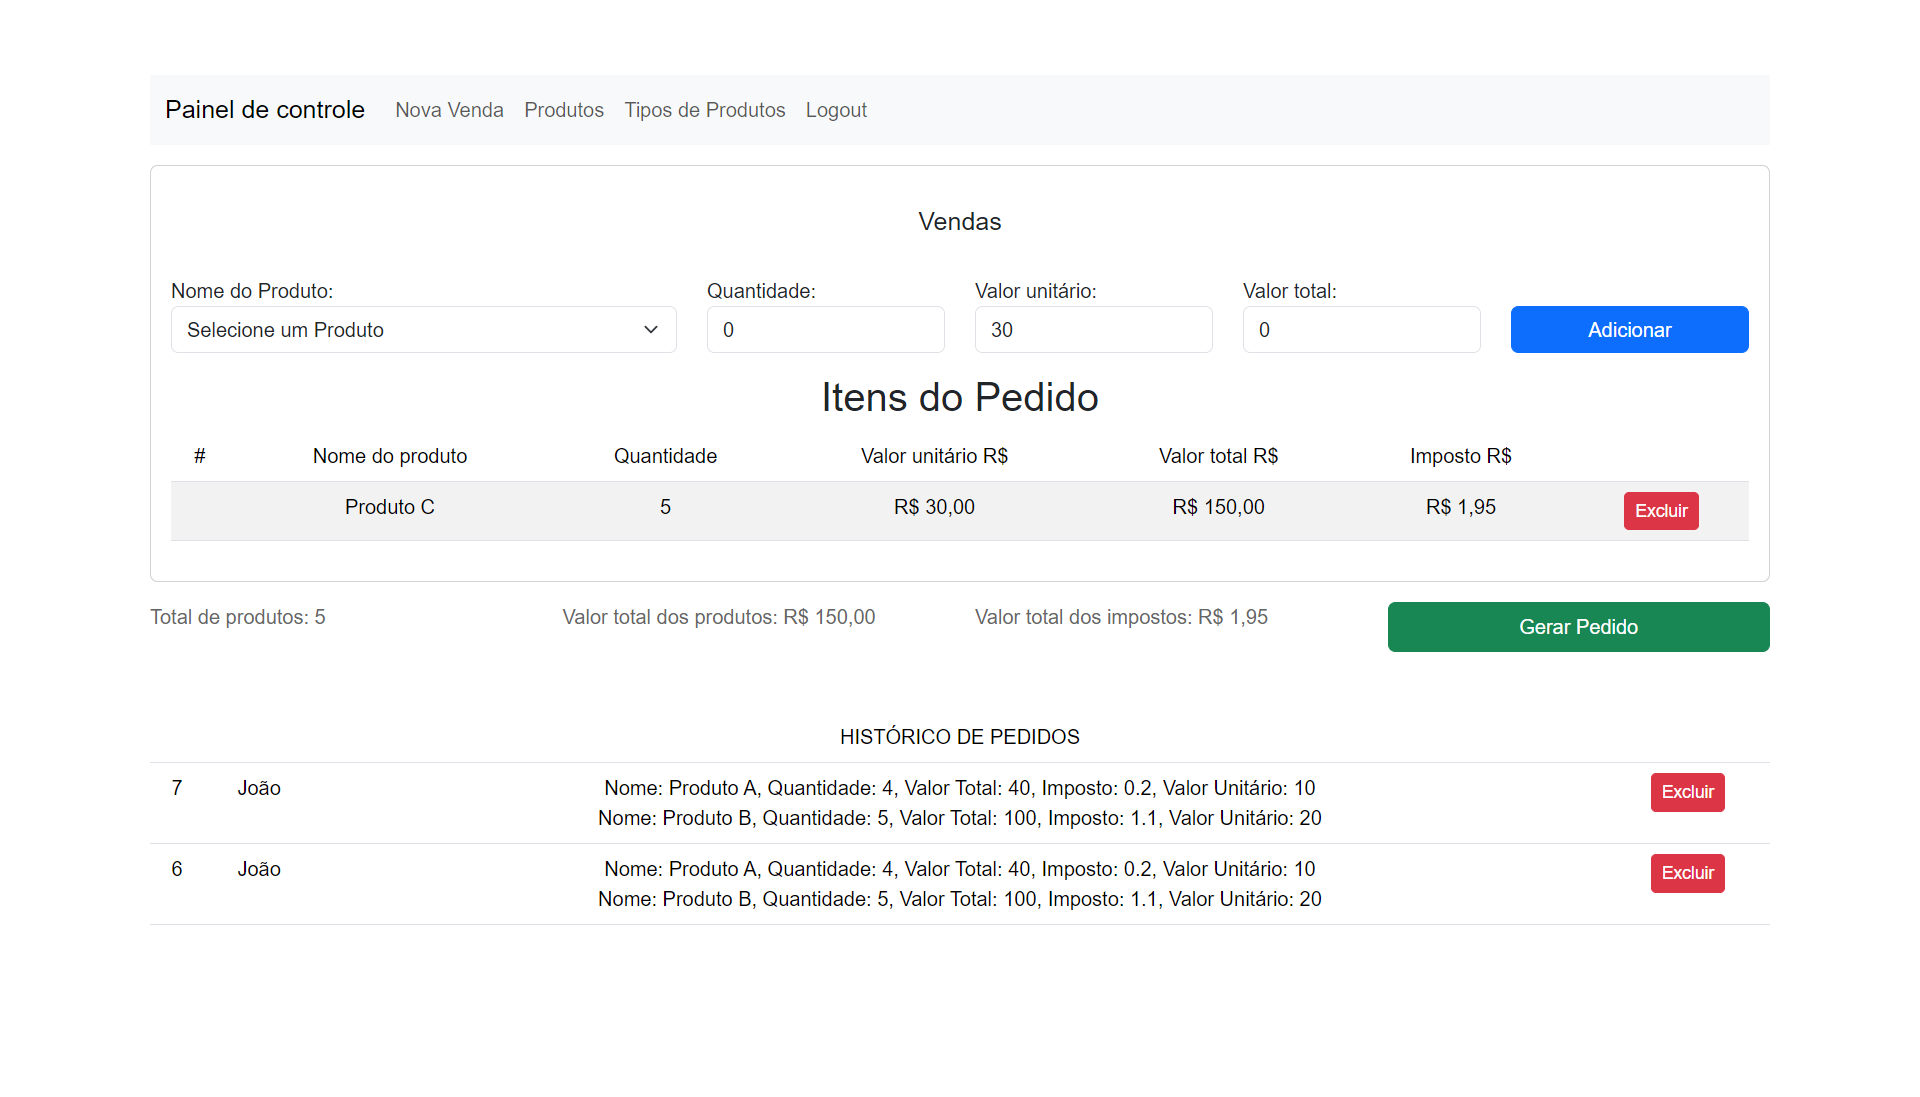 Painel de controle Nova Venda Produtos Tipos de Produtos Logout
Vendas
Nome do Produto: Quantidade: Valor unitário: Valor total:
Selecione um Produto 0 30 0 Adicionar
Itens do Pedido
# Nome do produto Quantidade Valor unitário R$ Valor total R$ Imposto R$
Produto C 5 R$ 30,00 R$ 150,00 R$ 1,95 Excluir
Total de produtos: 5 Valor total dos produtos: R$ 150,00 Valor total dos impostos: R$ 1,95 Gerar Pedido
HISTÓRICO DE PEDIDOS
7 João Nome: Produto A, Quantidade: 4, Valor Total: 40, Imposto: 0.2, Valor Unitário: 10 Excluir
Nome: Produto B, Quantidade: 5, Valor Total: 100, Imposto: 1.1, Valor Unitário: 20
6 João Nome: Produto A, Quantidade: 4, Valor Total: 40, Imposto: 0.2, Valor Unitário: 10 Excluir
Nome: Produto B, Quantidade: 5, Valor Total: 100, Imposto: 1.1, Valor Unitário: 20